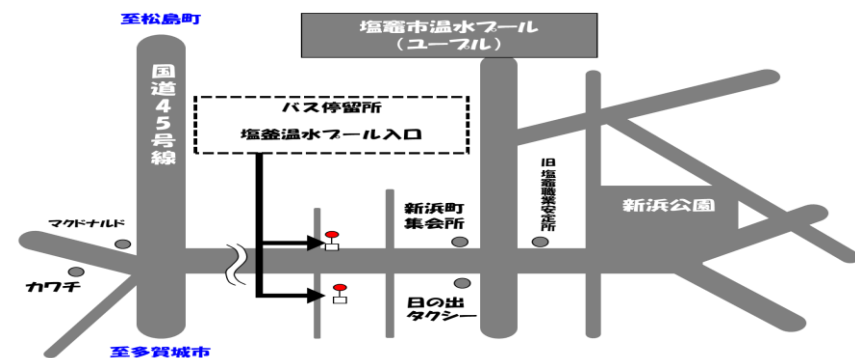 至松島町
国道45号線
塩竈市温水プール
(ユープル)
バス停留所
塩釜温水プール入口
マクドナルド
カワチ
新浜町
集会所
日の出
タクシー
旧塩竈職業安定所
新浜公園
至多賀城市